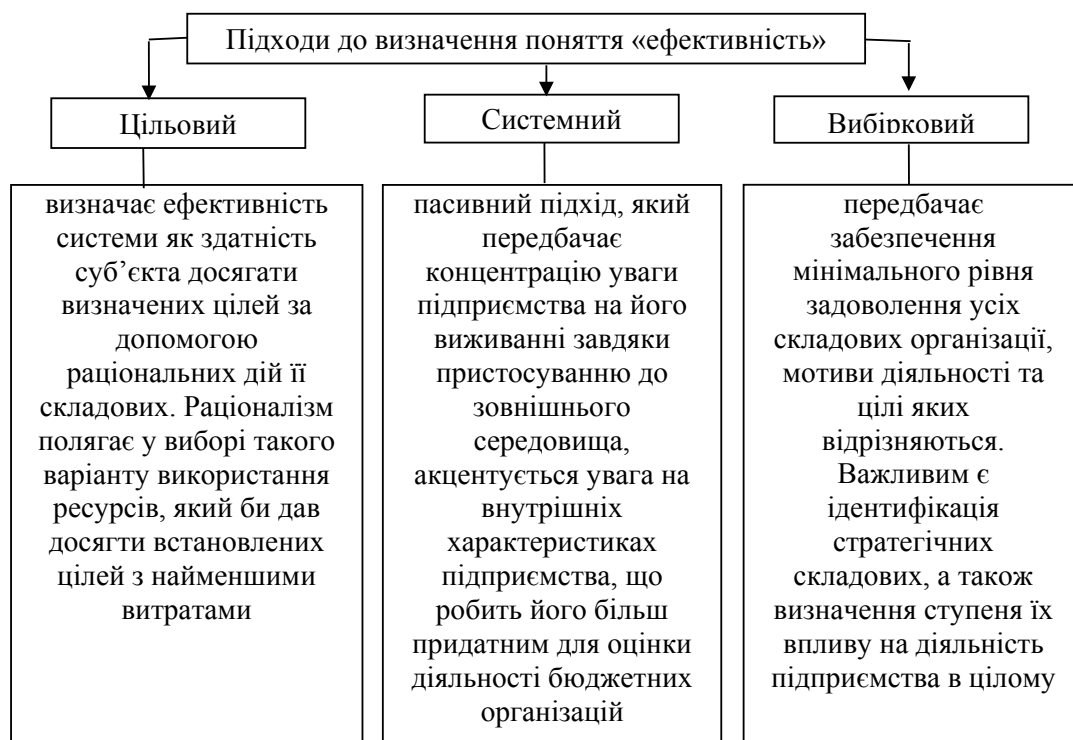 Підходи до визначення поняття «ефективність»
Цільовий
Системний
Вибірковий
визначає ефективність
системи як здатність
суб’єкта досягати
визначених цілей за
допомогою
раціональних дій її
складових. Раціоналізм
полягає у виборі такого
варіанту використання
ресурсів, який би дав
досягти встановлених
цілей з найменшими
витратами
пасивний підхід, який
передбачає
концентрацію уваги
підприємства на його
виживанні завдяки
пристосуванню до
зовнішнього
середовища,
акцентується увага на
внутрішніх
характеристиках
підприємства, що
робить його більш
придатним для оцінки
діяльності бюджетних
організацій
передбачає
забезпечення
мінімального рівня
задоволення усіх
складових організації,
мотиви діяльності та
цілі яких
відрізняються.
Важливим є
ідентифікація
стратегічних
складових, а також
визначення ступеня їх
впливу на діяльність
підприємства в цілому